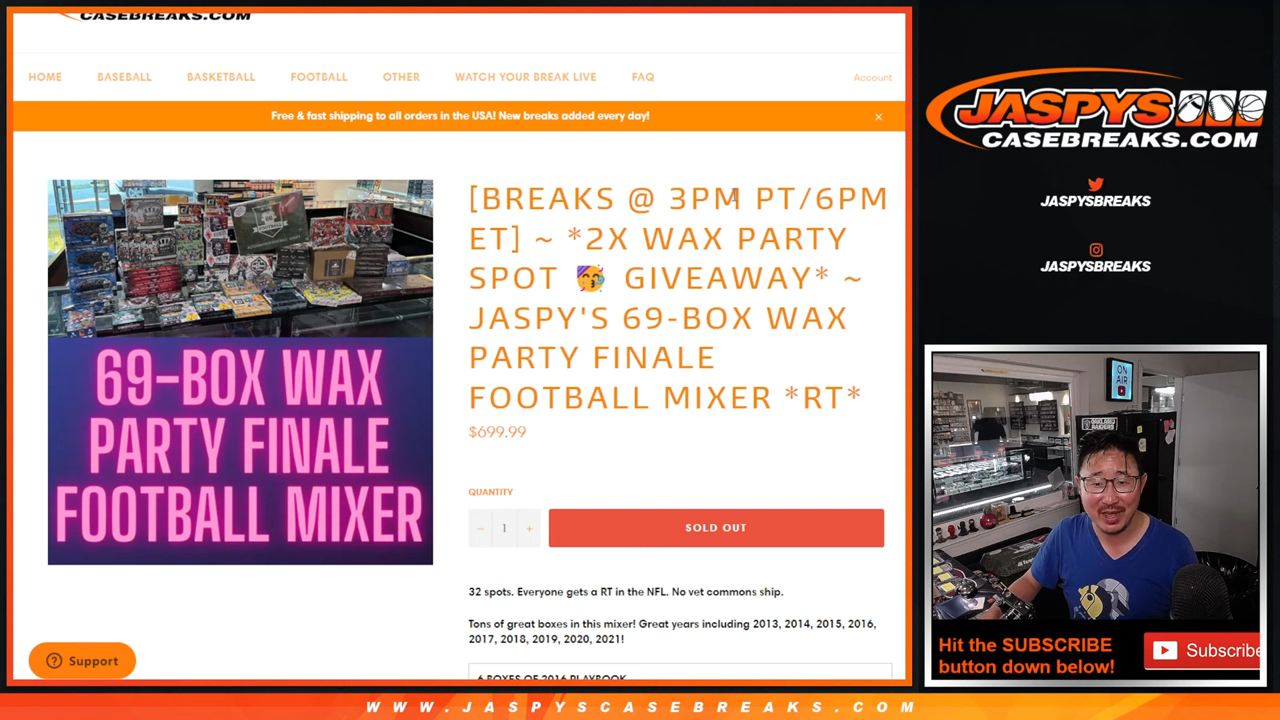 CASEBREAKS.COM
HOME BASEBALL BASKETBALL FOOTBALL OTHER WATCH YOUR BREAK LIVE FAQ Account
Free & fast shipping to all orders in the USA! New breaks added every day! ×
[BREAKS @ 3PM PT/6PM
ET] ~ *2X WAX PARTY
SPOT 🥳 GIVEAWAY* ~
JASPY'S 69-BOX WAX
PARTY FINALE
FOOTBALL MIXER *RT*
$699.99
69-BOX WAX
PARTY FINALE
FOOTBALL MIXER
QUANTITY
− 1 +
SOLD OUT
32 spots. Everyone gets a RT in the NFL. No vet commons ship.
Tons of great boxes in this mixer! Great years including 2013, 2014, 2015, 2016,
2017, 2018, 2019, 2020, 2021!
6 BOXES OF 2016 PLAYBOOK
Support
JASPYS
CASEBREAKS.COM
JASPYSBREAKS
JASPYSBREAKS
ON
AIR
Hit the SUBSCRIBE
button down below!
Subscribe
WWW.JASPYSCASEBREAKS.COM